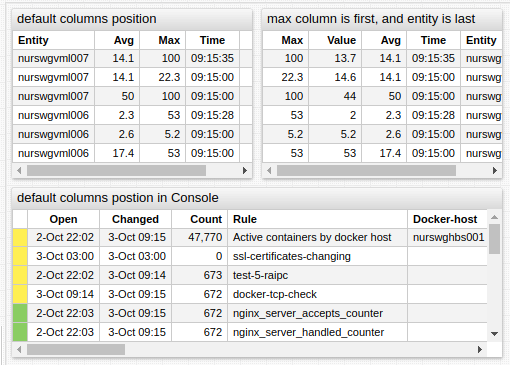 default columns position
Entity Avg Max Time
nurswgvml007 14.1 100 09:15:35
nurswgvml007 14.1 22.3 09:15:00
nurswgvml007 50 100 09:15:00
nurswgvml006 2.3 53 09:15:28
nurswgvml006 2.6 5.2 09:15:00
nurswgvml006 17.4 53 09:15:00
max column is first, and entity is last
Max Value Avg Time Entity
100 13.7 14.1 09:15:35 nurswg
22.3 14.6 14.1 09:15:00 nurswg
100 44 50 09:15:00 nurswg
53 2 2.3 09:15:28 nurswg
5.2 5.2 2.6 09:15:00 nurswg
53 53 17.4 09:15:00 nurswg
default columns postion in Console
Open Changed Count Rule Docker-host
2-Oct 22:02 3-Oct 09:15 47,770 Active containers by docker host nurswghbs001
3-Oct 03:00 3-Oct 03:00 0 ssl-certificates-changing
2-Oct 22:02 3-Oct 09:14 673 test-5-raipc
3-Oct 09:14 3-Oct 09:15 672 docker-tcp-check
2-Oct 22:03 3-Oct 09:15 672 nginx_server_accepts_counter
2-Oct 22:03 3-Oct 09:15 672 nginx_server_handled_counter